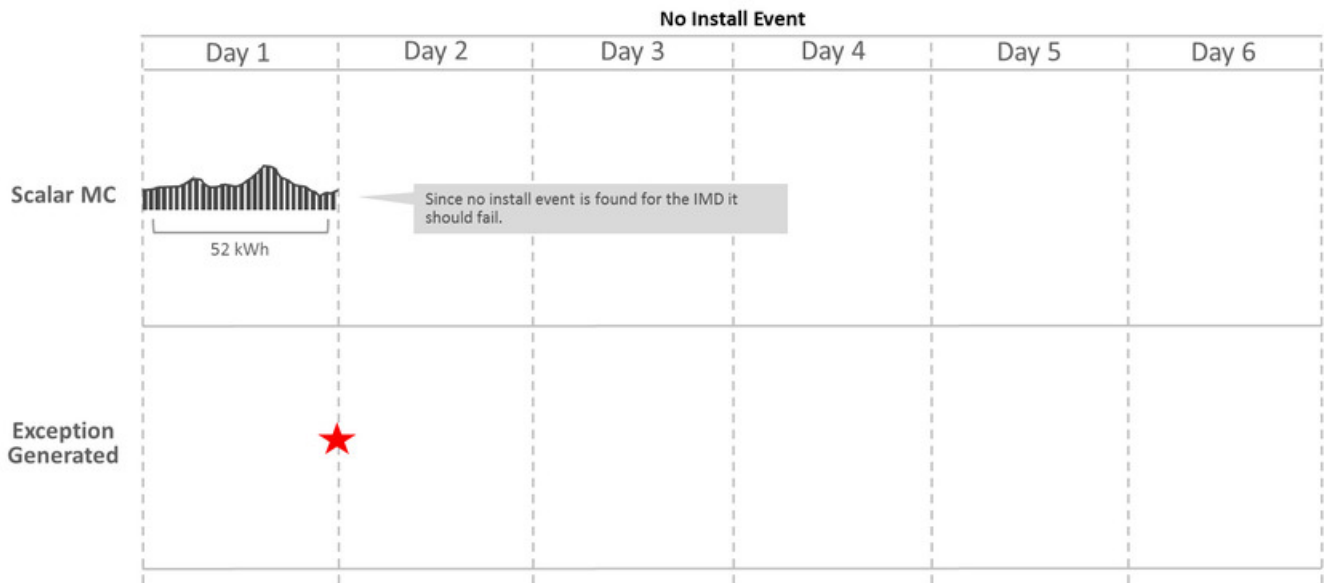 No Install Event
Day 1 Day 2 Day 3 Day 4 Day 5 Day 6
Scalar MC
Since no install event is found for the IMD it
should fail.
52 kWh
Exception
Generated